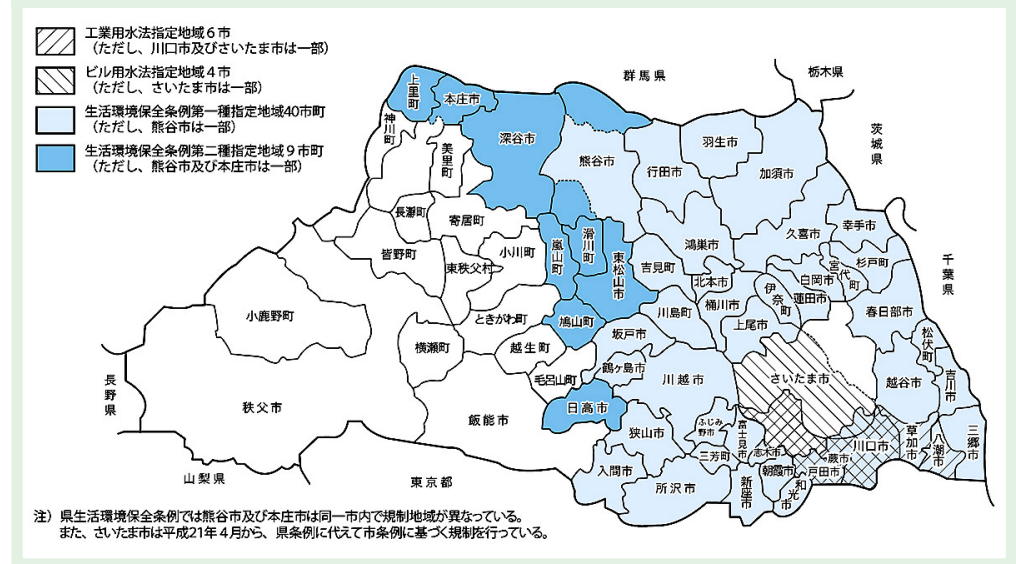 工業用水法指定地域6市
（ただし、川口市及びさいたま市は一部）
ビル用水法指定地域4市
（ただし、さいたま市は一部）
生活環境保全条例第一種指定地域40市町
（ただし、熊谷市は一部）
生活環境保全条例第二種指定地域9市町
（ただし、熊谷市及び本庄市は一部）
群馬県
栃木県
茨城県
千葉県
長野県
山梨県
東京都
上里町
本庄市
神川町
美里町
深谷市
熊谷市
行田市
羽生市
加須市
長瀞町
寄居町
皆野町
東秩父村
小川町
嵐山町
滑川町
東松山市
吉見町
鴻巣市
北本市
久喜市
幸手市
宮代町
杉戸町
白岡市
蓮田市
伊奈町
桶川市
上尾市
春日部市
小鹿野町
ときがわ町
鳩山町
川島町
坂戸市
横瀬町
越生町
毛呂山町
鶴ヶ島市
川越市
さいたま市
松伏町
越谷市
吉川市
秩父市
飯能市
日高市
狭山市
ふじみ野市
富士見市
三芳町
志木市
朝霞市
入間市
所沢市
新座市
和光市
戸田市
蕨市
川口市
草加市
八潮市
三郷市
注）県生活環境保全条例では熊谷市及び本庄市は同一市内で規制地域が異なっている。
また、さいたま市は平成21年4月から、県条例に代えて市条例に基づく規制を行っている。